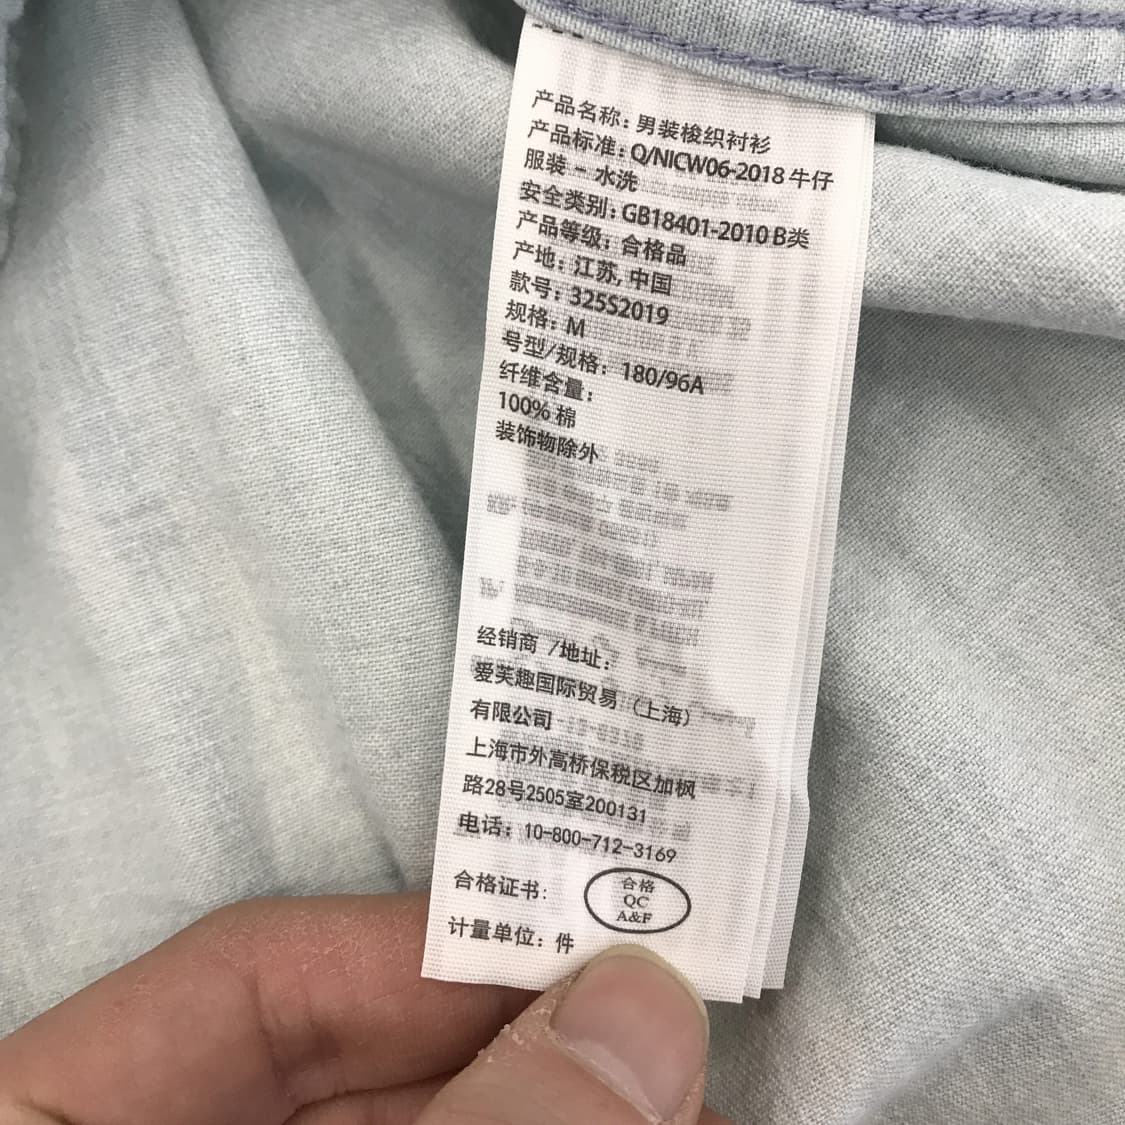 产品名称: 男装梭织衬衫
产品标准: Q/NICW06-2018 牛仔
服装 - 水洗
安全类别: GB18401-2010 B类
产品等级: 合格品
产地: 江苏, 中国
款号: 325S2019
规格: M
号型/规格: 180/96A
纤维含量:
100% 棉
装饰物除外
经销商 /地址:
爱芙趣国际贸易 (上海)
有限公司
上海市外高桥保税区加枫
路28号2505室200131
电话: 10-800-712-3169
合格证书:
合格
QC
A&F
计量单位: 件